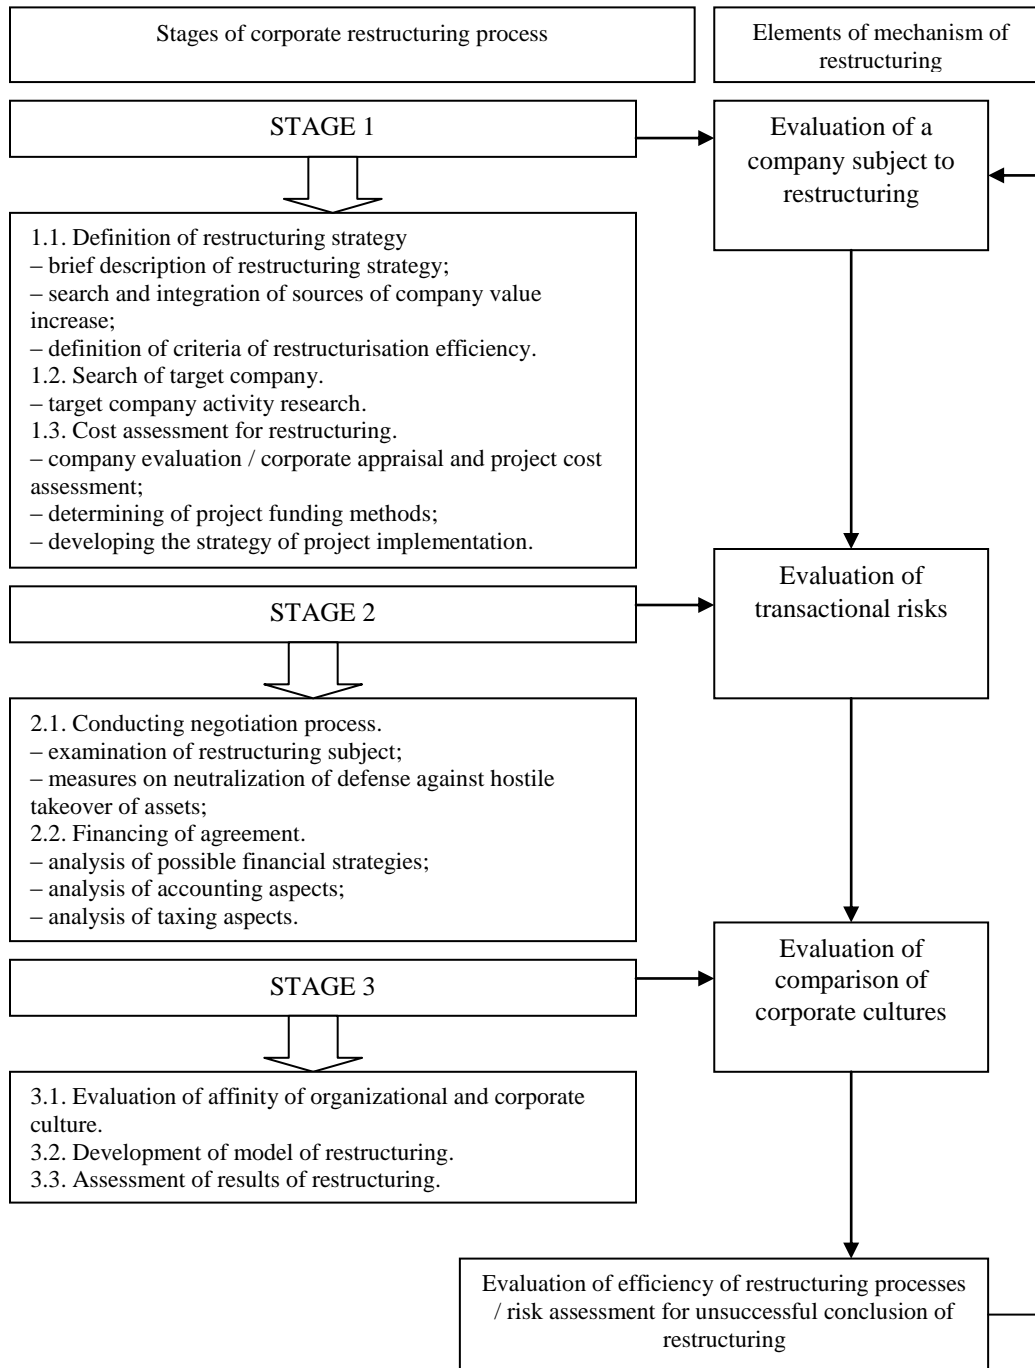 Stages of corporate restructuring process
Elements of mechanism of
restructuring
STAGE 1
Evaluation of a
company subject to
restructuring
1.1. Definition of restructuring strategy
– brief description of restructuring strategy;
– search and integration of sources of company value
increase;
– definition of criteria of restructurisation efficiency.
1.2. Search of target company.
– target company activity research.
1.3. Cost assessment for restructuring.
– company evaluation / corporate appraisal and project cost
assessment;
– determining of project funding methods;
– developing the strategy of project implementation.
STAGE 2
Evaluation of
transactional risks
2.1. Conducting negotiation process.
– examination of restructuring subject;
– measures on neutralization of defense against hostile
takeover of assets;
2.2. Financing of agreement.
– analysis of possible financial strategies;
– analysis of accounting aspects;
– analysis of taxing aspects.
STAGE 3
Evaluation of
comparison of
corporate cultures
3.1. Evaluation of affinity of organizational and corporate
culture.
3.2. Development of model of restructuring.
3.3. Assessment of results of restructuring.
Evaluation of efficiency of restructuring processes
/ risk assessment for unsuccessful conclusion of
restructuring